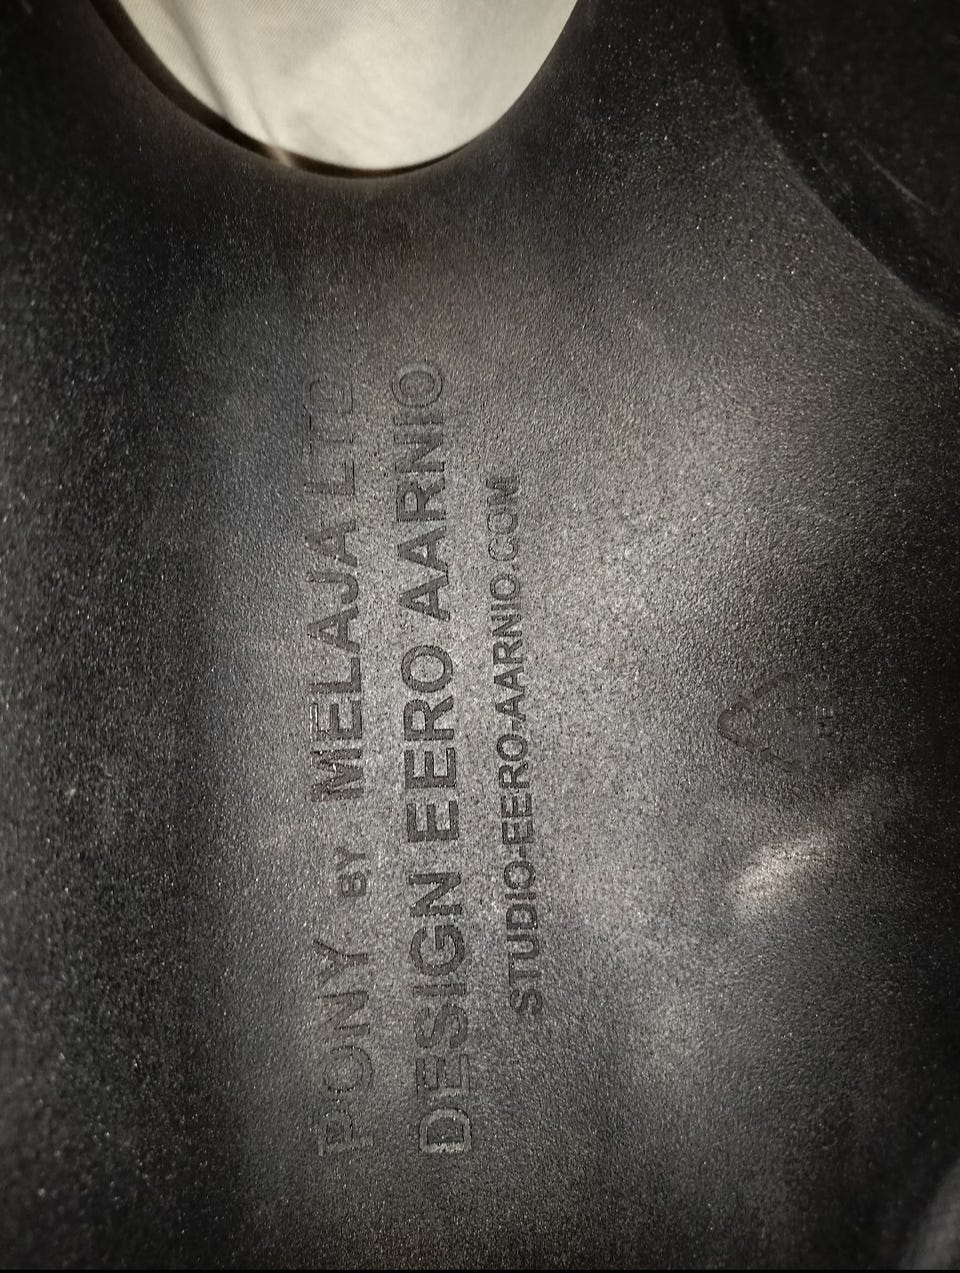 PONY BY MELAJA LTD
DESIGN EERO AARNIO
STUDIO-EERO-AARNIO.COM